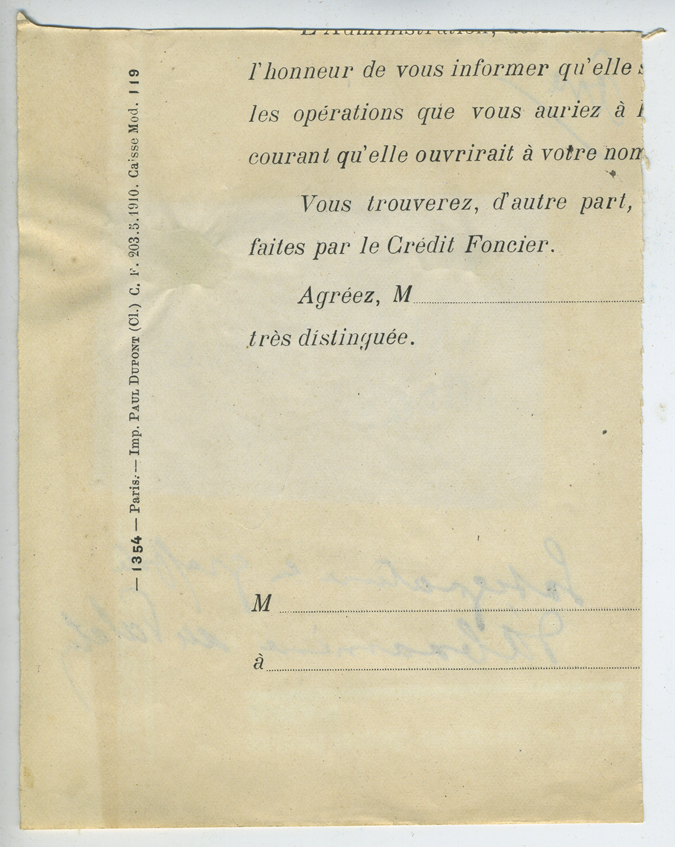 L'Administration,
l'honneur de vous informer qu'elle s
les opérations que vous auriez à l
courant qu'elle ouvrirait à votre nom
Vous trouverez, d'autre part,
faites par le Crédit Foncier.
Agréez, M
très distinguée.
M
à
— 1354 — Paris. — Imp. PAUL DUPONT (Cl.) C. F. 203.5.1910. Caisse Mod. 119